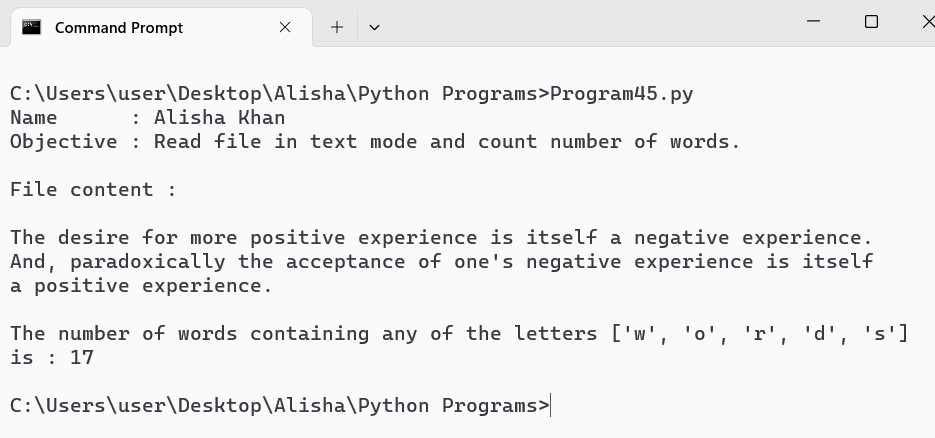 Command Prompt
C:\Users\user\Desktop\Alisha\Python Programs>Program45.py
Name      : Alisha Khan
Objective : Read file in text mode and count number of words.
File content :
The desire for more positive experience is itself a negative experience.
And, paradoxically the acceptance of one's negative experience is itself
a positive experience.
The number of words containing any of the letters ['w', 'o', 'r', 'd', 's']
is : 17
C:\Users\user\Desktop\Alisha\Python Programs>